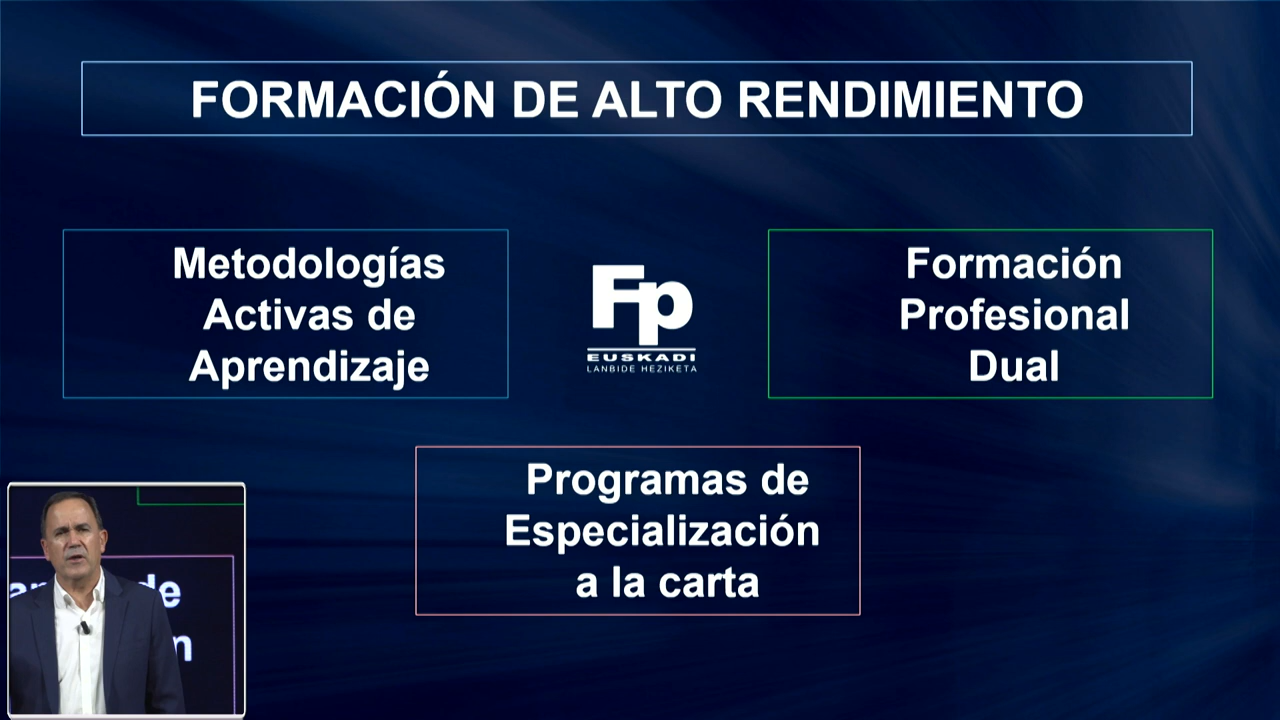 FORMACIÓN DE ALTO RENDIMIENTO
Metodologías
Activas de
Aprendizaje
Fp
EUSKADI
LANBIDE HEZIKETA
Formación
Profesional
Dual
Programas de
Especialización
a la carta
de